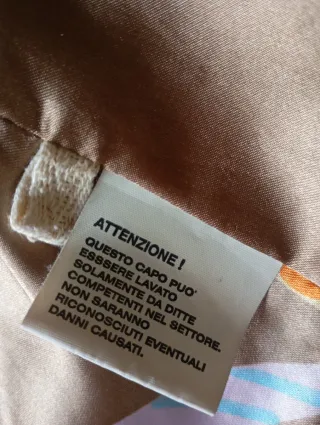 ATTENZIONE !
QUESTO CAPO PUO'
ESSSERE LAVATO
SOLAMENTE DA DITTE
COMPETENTI NEL SETTORE.
NON SARANNO
RICONOSCIUTI EVENTUALI
DANNI CAUSATI.